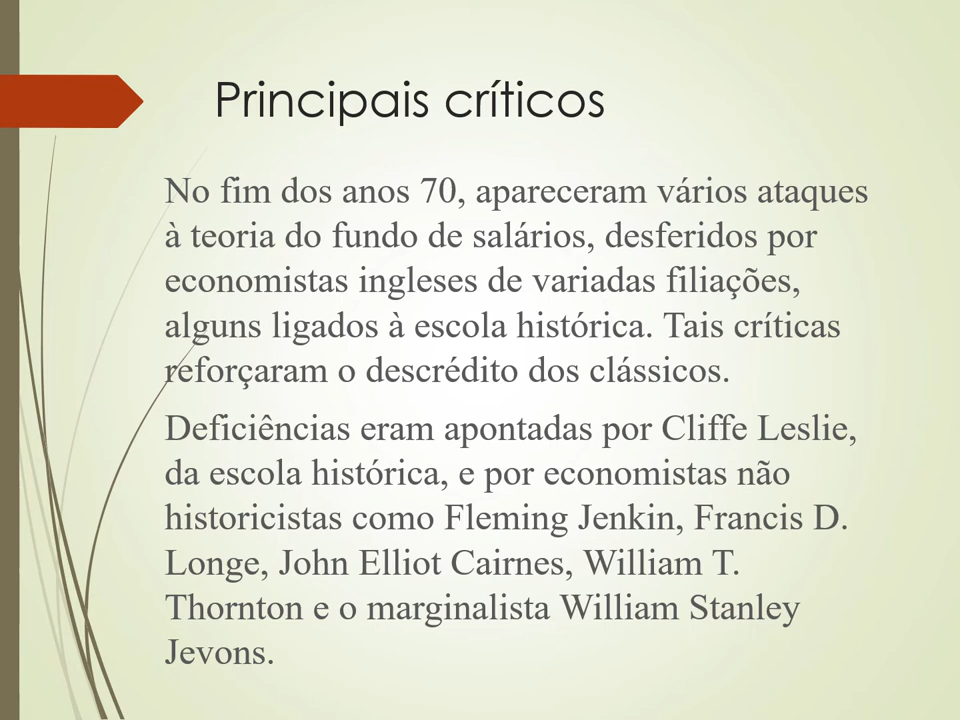 Principais críticos
No fim dos anos 70, apareceram vários ataques
à teoria do fundo de salários, desferidos por
economistas ingleses de variadas filiações,
alguns ligados à escola histórica. Tais críticas
reforçaram o descrédito dos clássicos.
Deficiências eram apontadas por Cliffe Leslie,
da escola histórica, e por economistas não
historicistas como Fleming Jenkin, Francis D.
Longe, John Elliot Cairnes, William T.
Thornton e o marginalista William Stanley
Jevons.